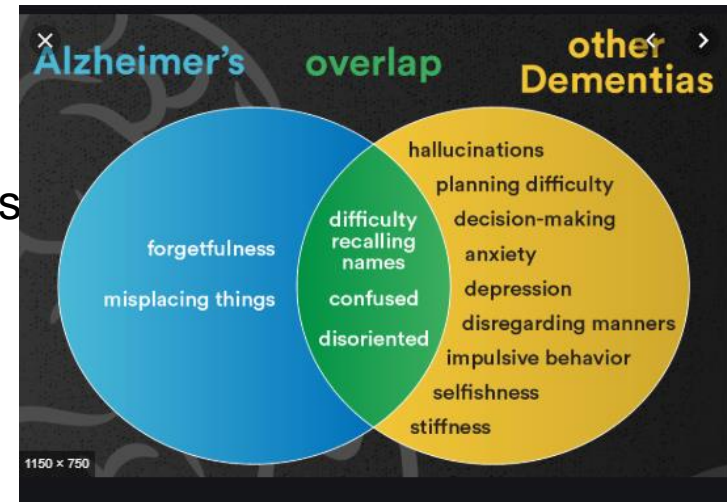 Alzheimer's
overlap
other
Dementias
s
forgetfulness
misplacing things
difficulty
recalling
names
confused
disoriented
hallucinations
planning difficulty
decision-making
anxiety
depression
disregarding manners
impulsive behavior
selfishness
stiffness
1150 × 750